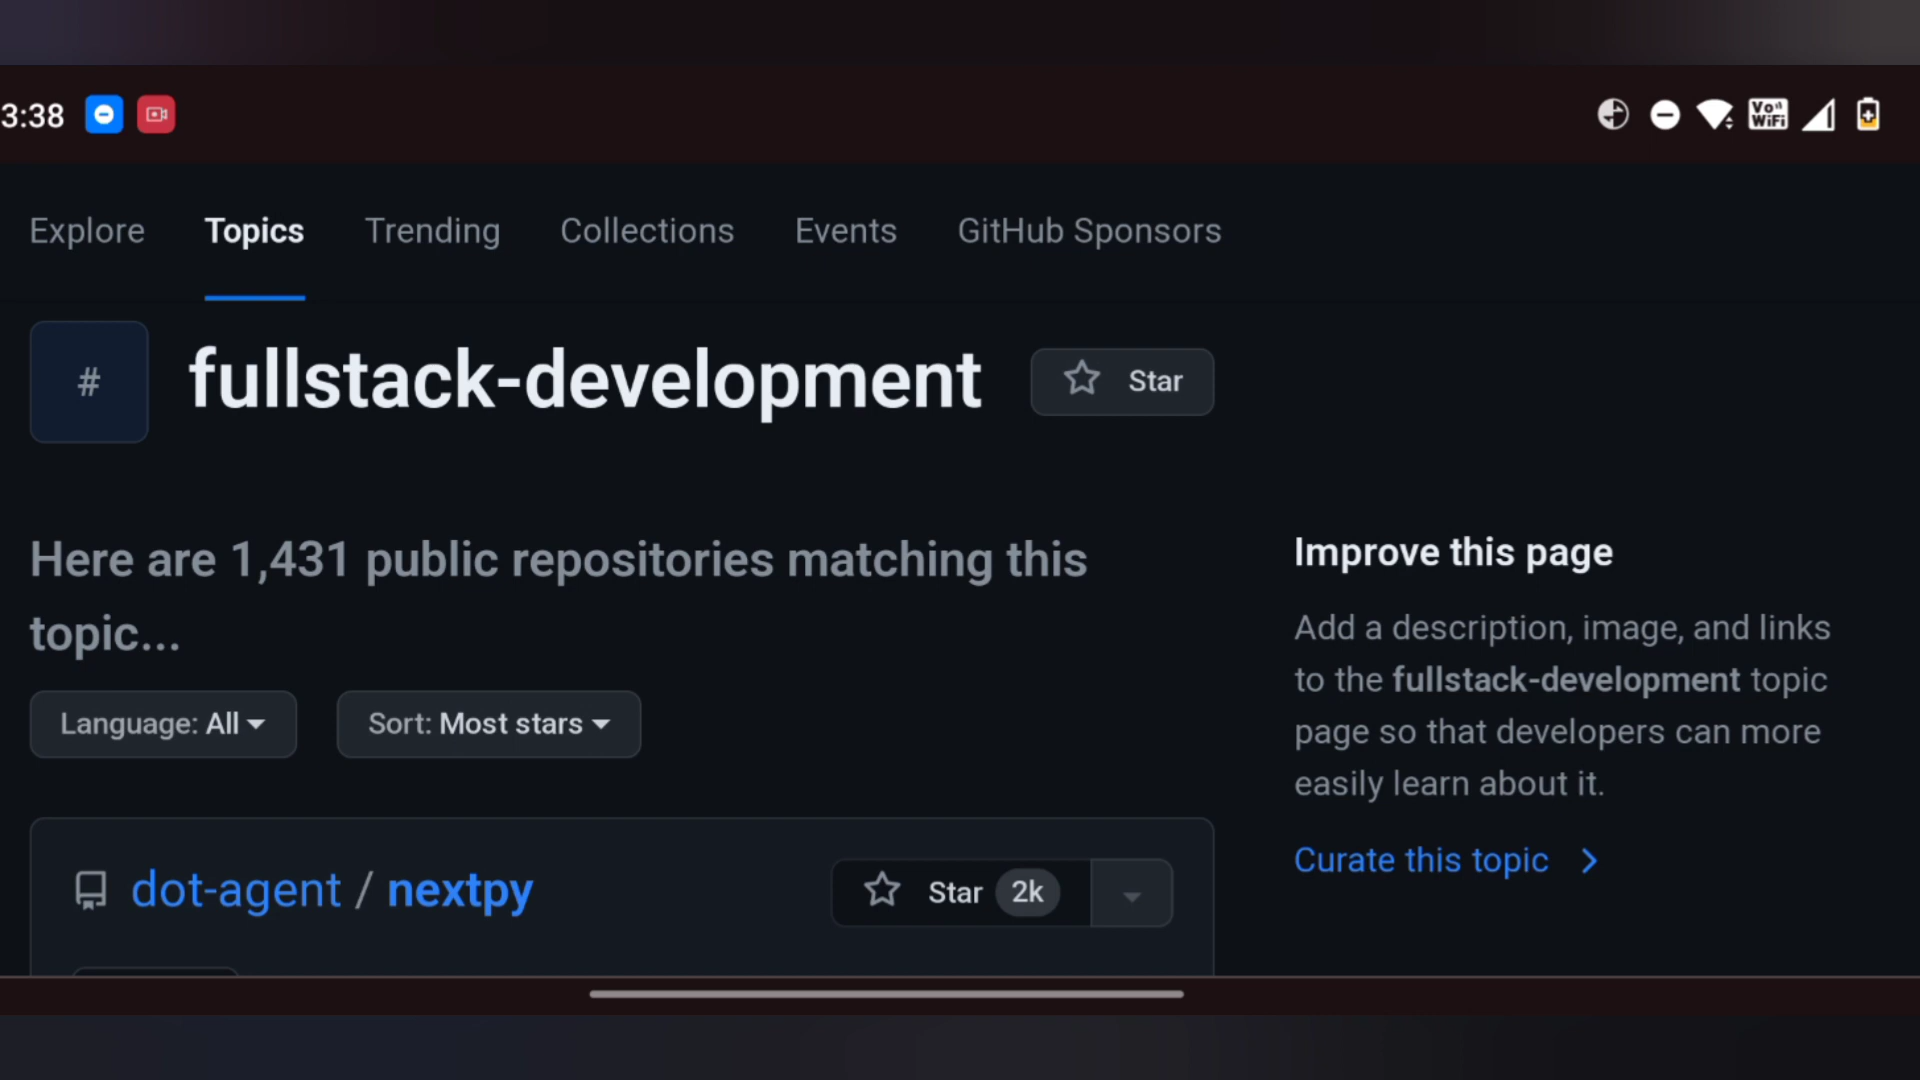 3:38
Vo WiFi
Explore Topics Trending Collections Events GitHub Sponsors
# fullstack-development Star
Here are 1,431 public repositories matching this
topic...
Language: All Sort: Most stars
dot-agent / nextpy Star 2k
Improve this page
Add a description, image, and links
to the fullstack-development topic
page so that developers can more
easily learn about it.
Curate this topic